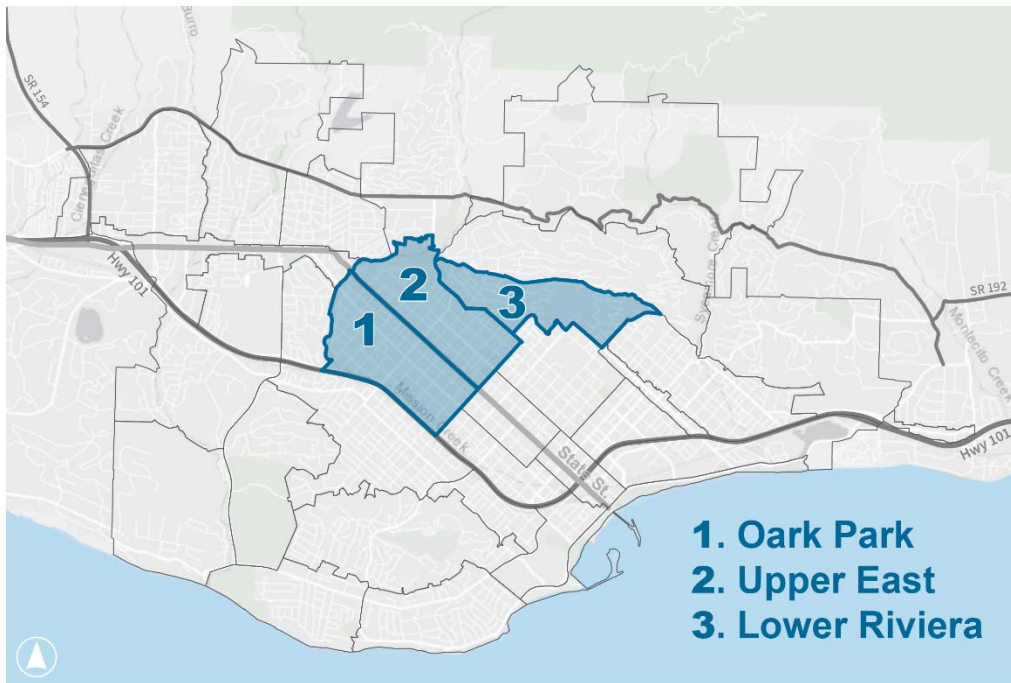 SR 154
Cieneguitas Creek
Burro
Hwy 101
2
3
1
Mission Creek
State St.
Sycamore Creek
SR 192
Montecito Creek
Hwy 101
1. Oark Park
2. Upper East
3. Lower Riviera